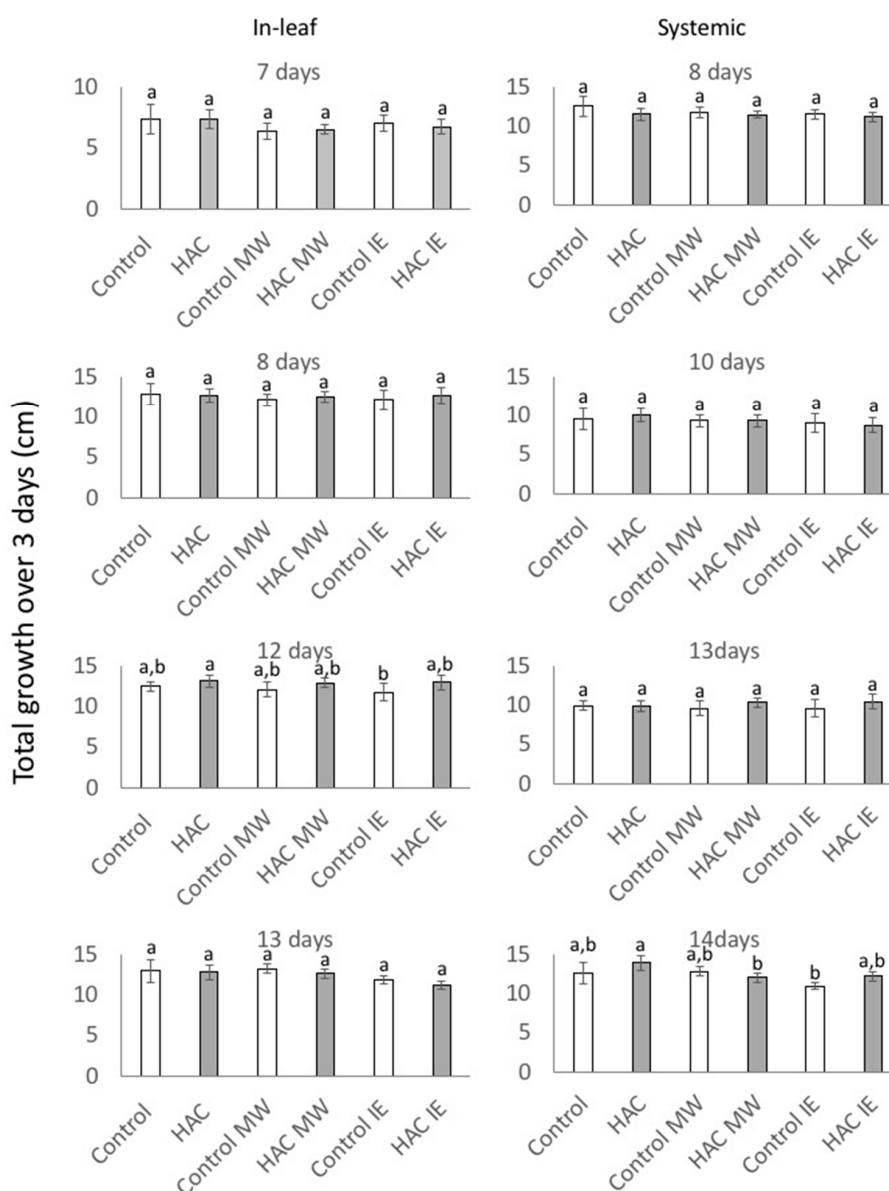 In-leaf Systemic
7 days
10
5
0
a a a a a a
Control HAC Control MW HAC MW Control IE HAC IE
8 days
15
10
5
0
a a a a a a
Control HAC Control MW HAC MW Control IE HAC IE
8 days
15
10
5
0
a a a a a a
Control HAC Control MW HAC MW Control IE HAC IE
10 days
15
10
5
0
a a a a a a
Control HAC Control MW HAC MW Control IE HAC IE
Total growth over 3 days (cm)
12 days
15
10
5
0
a,b a a,b a,b b a,b
Control HAC Control MW HAC MW Control IE HAC IE
13days
15
10
5
0
a a a a a a
Control HAC Control MW HAC MW Control IE HAC IE
13 days
15
10
5
0
a a a a a a
Control HAC Control MW HAC MW Control IE HAC IE
14days
15
10
5
0
a,b a a,b b b a,b
Control HAC Control MW HAC MW Control IE HAC IE